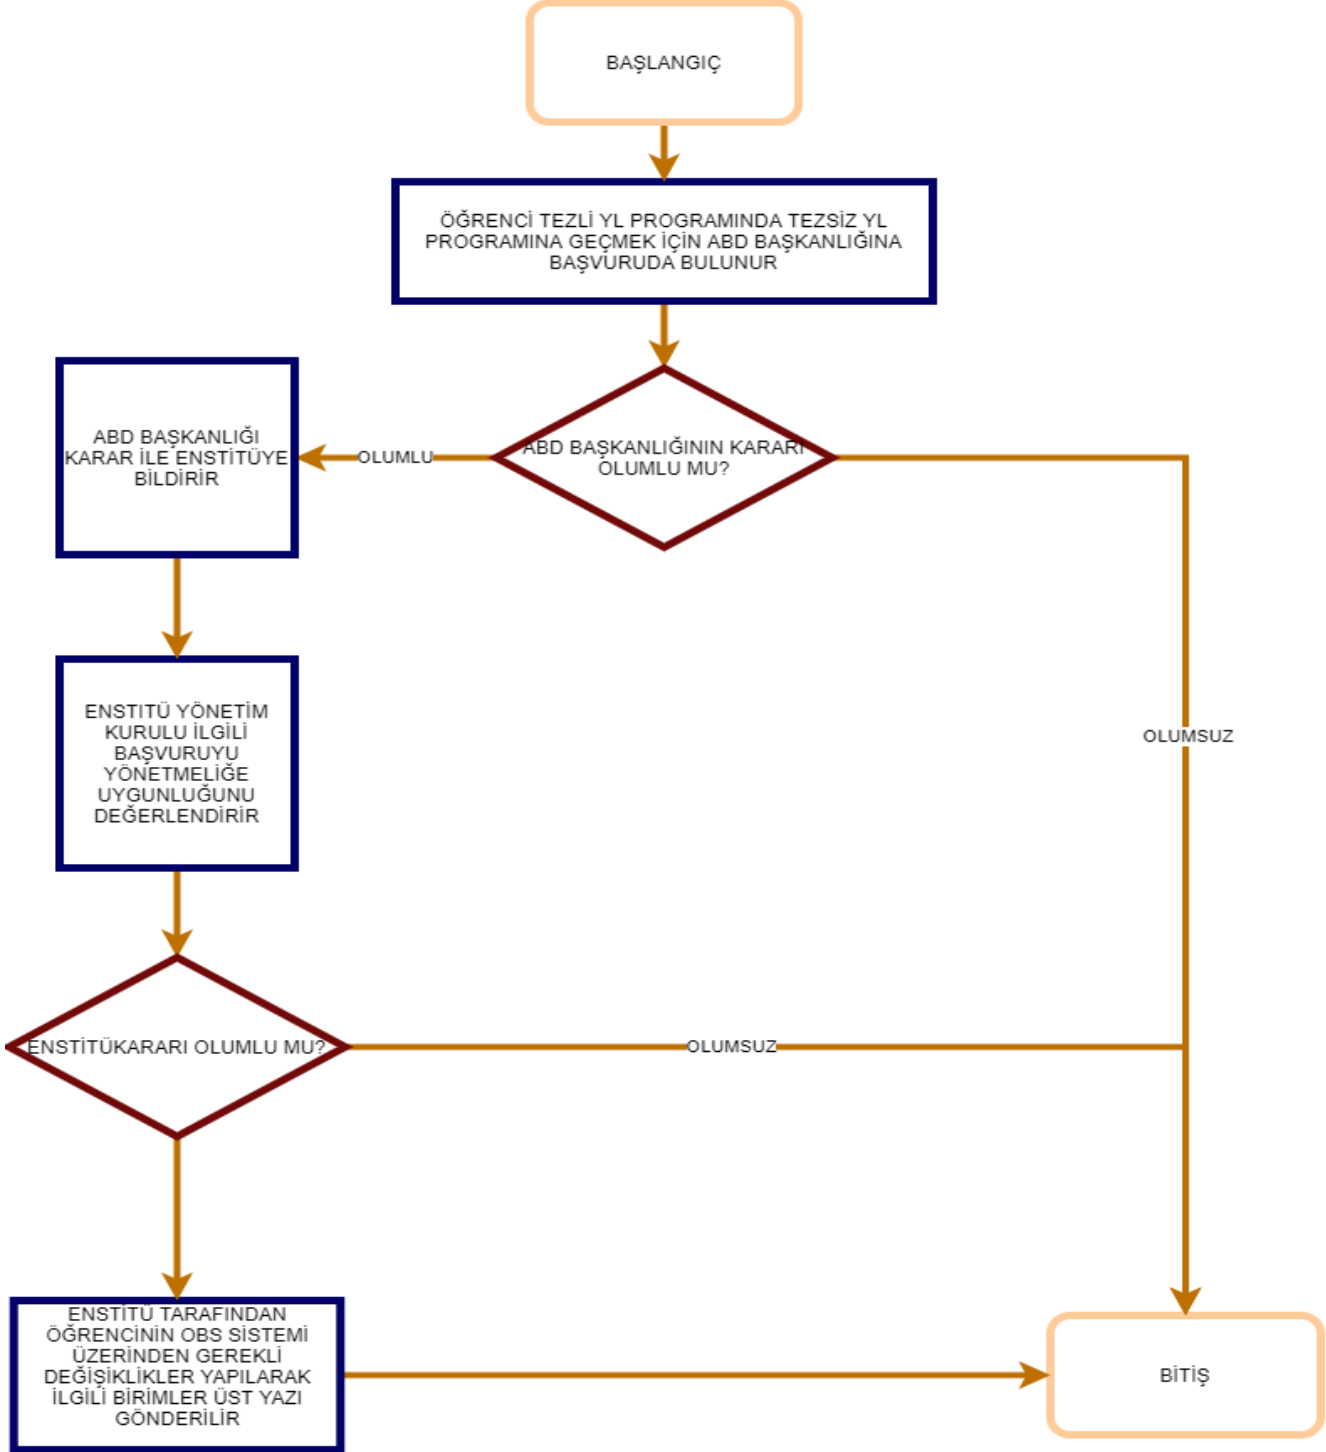 BAŞLANGIÇ
ÖĞRENCİ TEZLİ YL PROGRAMINDA TEZSİZ YL
PROGRAMINA GEÇMEK İÇİN ABD BAŞKANLIĞINA
BAŞVURUDA BULUNUR
ABD BAŞKANLIĞININ KARARI
OLUMLU MU?
OLUMLU
ABD BAŞKANLIĞI
KARAR İLE ENSTİTÜYE
BİLDİRİR
ENSTITÜ YÖNETİM
KURULU İLGİLİ
BAŞVURUYU
YÖNETMELİĞE
UYGUNLUĞUNU
DEĞERLENDİRİR
OLUMSUZ
ENSTİTÜKARARI OLUMLU MU?
OLUMSUZ
ENSTİTÜ TARAFINDAN
ÖĞRENCİNİN OBS SİSTEMİ
ÜZERİNDEN GEREKLİ
DEĞİŞİKLİKLER YAPILARAK
İLGİLİ BİRİMLER ÜST YAZI
GÖNDERİLİR
BİTİŞ